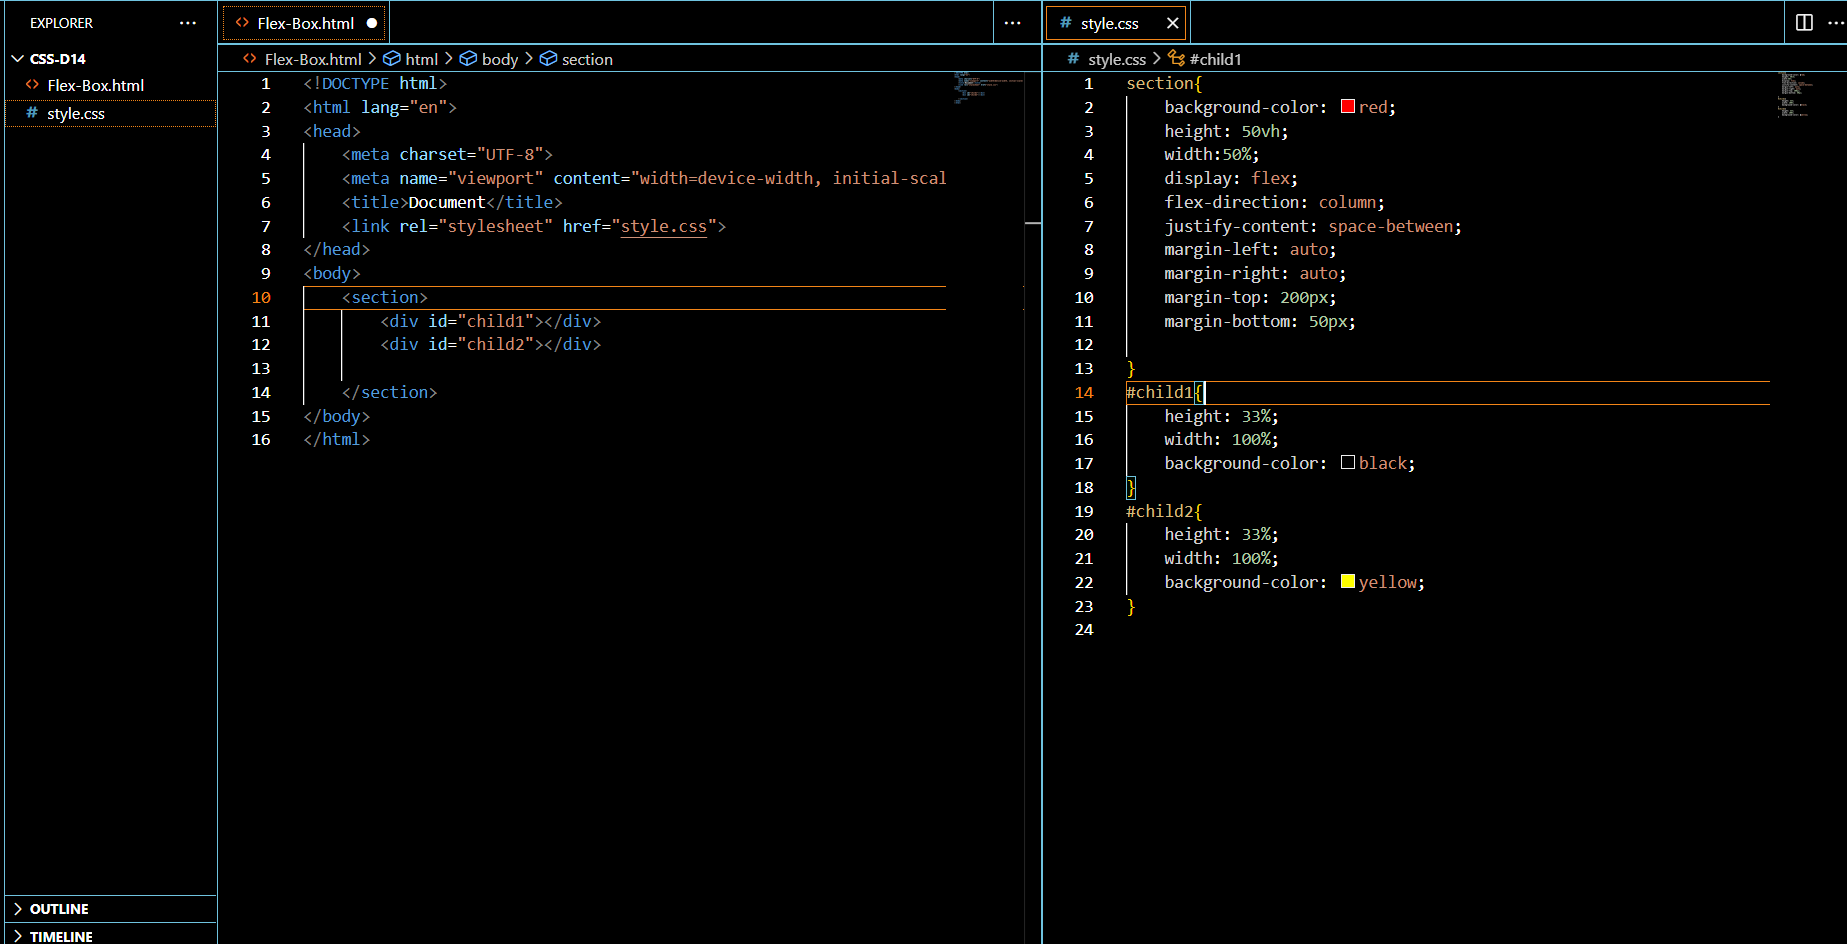 EXPLORER
CSS-D14
Flex-Box.html
style.css
OUTLINE
TIMELINE
Flex-Box.html
Flex-Box.html > html > body > section
1 <!DOCTYPE html>
2 <html lang="en">
3 <head>
4     <meta charset="UTF-8">
5     <meta name="viewport" content="width=device-width, initial-scal
6     <title>Document</title>
7     <link rel="stylesheet" href="style.css">
8 </head>
9 <body>
10     <section>
11         <div id="child1"></div>
12         <div id="child2"></div>
13
14     </section>
15 </body>
16 </html>
# style.css
# style.css > #child1
1 section{
2     background-color: red;
3     height: 50vh;
4     width:50%;
5     display: flex;
6     flex-direction: column;
7     justify-content: space-between;
8     margin-left: auto;
9     margin-right: auto;
10     margin-top: 200px;
11     margin-bottom: 50px;
12
13 }
14 #child1{
15     height: 33%;
16     width: 100%;
17     background-color: black;
18 }
19 #child2{
20     height: 33%;
21     width: 100%;
22     background-color: yellow;
23 }
24